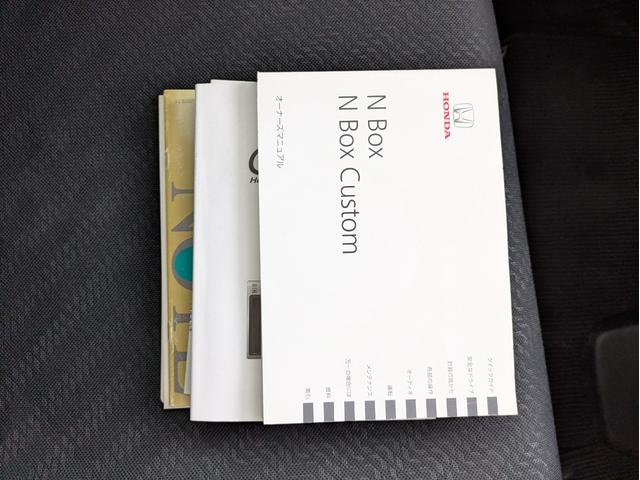 HONDA
N Box
N Box Custom
オーナーズマニュアル
クイックガイド
安全なドライブ
計器の見かた
各部の操作
オーディオ
運転
メンテナンス
万一の場合には
資料
索引
NOTE